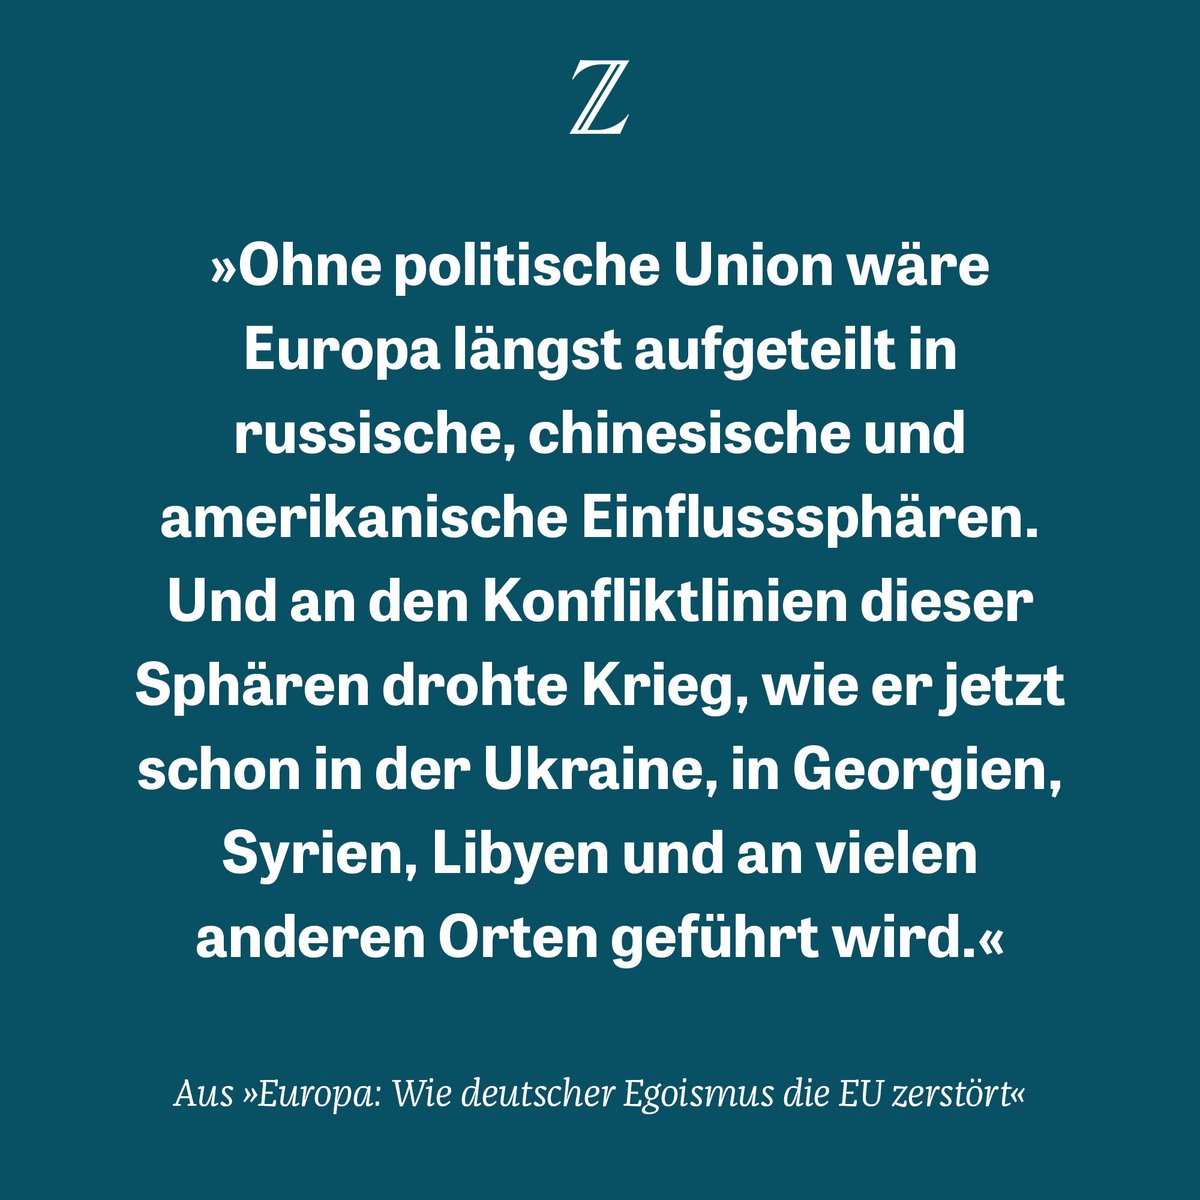 Z
»Ohne politische Union wäre
Europa längst aufgeteilt in
russische, chinesische und
amerikanische Einflusssphären.
Und an den Konfliktlinien dieser
Sphären drohte Krieg, wie er jetzt
schon in der Ukraine, in Georgien,
Syrien, Libyen und an vielen
anderen Orten geführt wird.«
Aus »Europa: Wie deutscher Egoismus die EU zerstört«